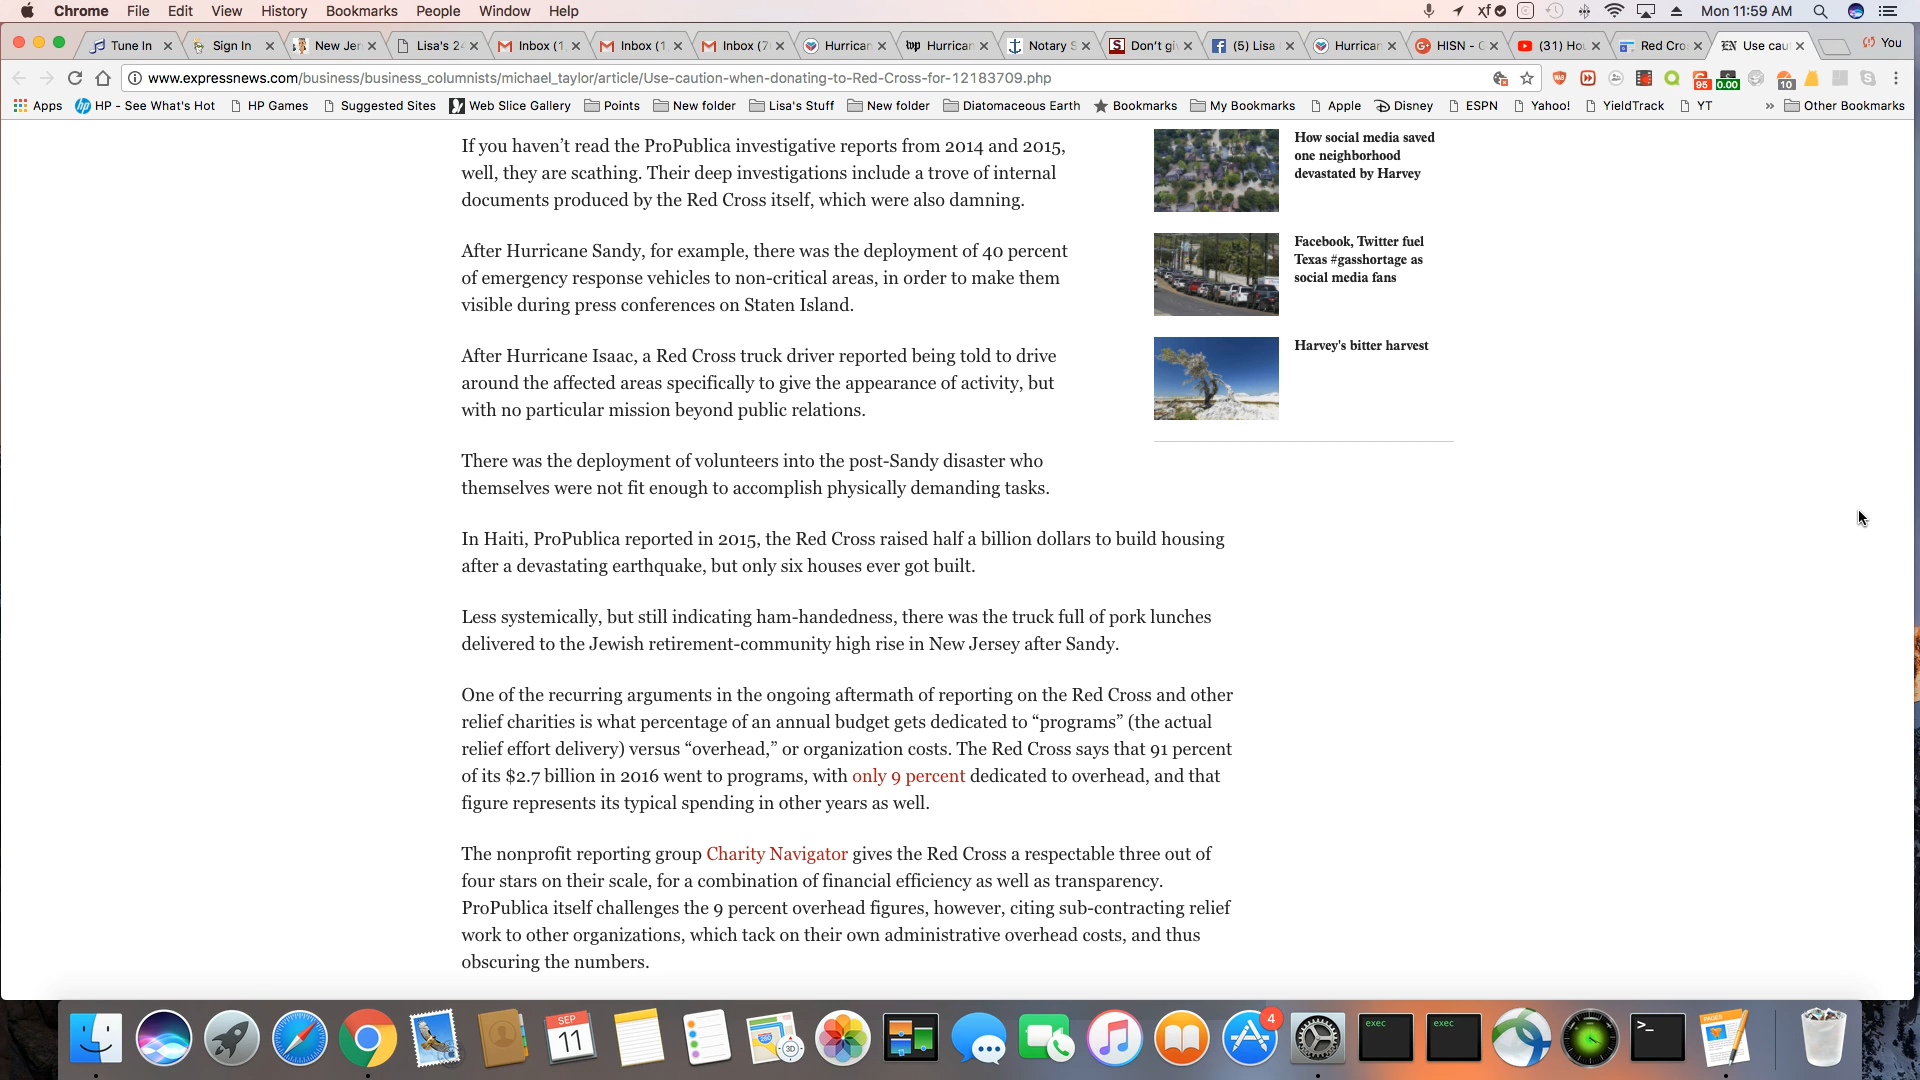 Chrome File Edit View History Bookmarks People Window Help Mon 11:59 AM
Tune In Sign In New Jer Lisa's 24 Inbox (1 Inbox (1 Inbox (7 Hurrican Hurrican Notary S Don't gi (5) Lisa Hurrican HISN - G (31) Hou Red Cro Use cau You
www.expressnews.com/business/business_columnists/michael_taylor/article/Use-caution-when-donating-to-Red-Cross-for-12183709.php 95 0.00 10
Apps HP - See What's Hot HP Games Suggested Sites Web Slice Gallery Points New folder Lisa's Stuff New folder Diatomaceous Earth Bookmarks My Bookmarks Apple Disney ESPN Yahoo! YieldTrack YT » Other Bookmarks
If you haven't read the ProPublica investigative reports from 2014 and 2015,
well, they are scathing. Their deep investigations include a trove of internal
documents produced by the Red Cross itself, which were also damning.
After Hurricane Sandy, for example, there was the deployment of 40 percent
of emergency response vehicles to non-critical areas, in order to make them
visible during press conferences on Staten Island.
After Hurricane Isaac, a Red Cross truck driver reported being told to drive
around the affected areas specifically to give the appearance of activity, but
with no particular mission beyond public relations.
There was the deployment of volunteers into the post-Sandy disaster who
themselves were not fit enough to accomplish physically demanding tasks.
In Haiti, ProPublica reported in 2015, the Red Cross raised half a billion dollars to build housing
after a devastating earthquake, but only six houses ever got built.
Less systemically, but still indicating ham-handedness, there was the truck full of pork lunches
delivered to the Jewish retirement-community high rise in New Jersey after Sandy.
One of the recurring arguments in the ongoing aftermath of reporting on the Red Cross and other
relief charities is what percentage of an annual budget gets dedicated to “programs” (the actual
relief effort delivery) versus “overhead,” or organization costs. The Red Cross says that 91 percent
of its $2.7 billion in 2016 went to programs, with only 9 percent dedicated to overhead, and that
figure represents its typical spending in other years as well.
The nonprofit reporting group Charity Navigator gives the Red Cross a respectable three out of
four stars on their scale, for a combination of financial efficiency as well as transparency.
ProPublica itself challenges the 9 percent overhead figures, however, citing sub-contracting relief
work to other organizations, which tack on their own administrative overhead costs, and thus
obscuring the numbers.
How social media saved
one neighborhood
devastated by Harvey
Facebook, Twitter fuel
Texas #gasshortage as
social media fans
Harvey's bitter harvest
SEP
11
3D
4
exec
exec
PAGES